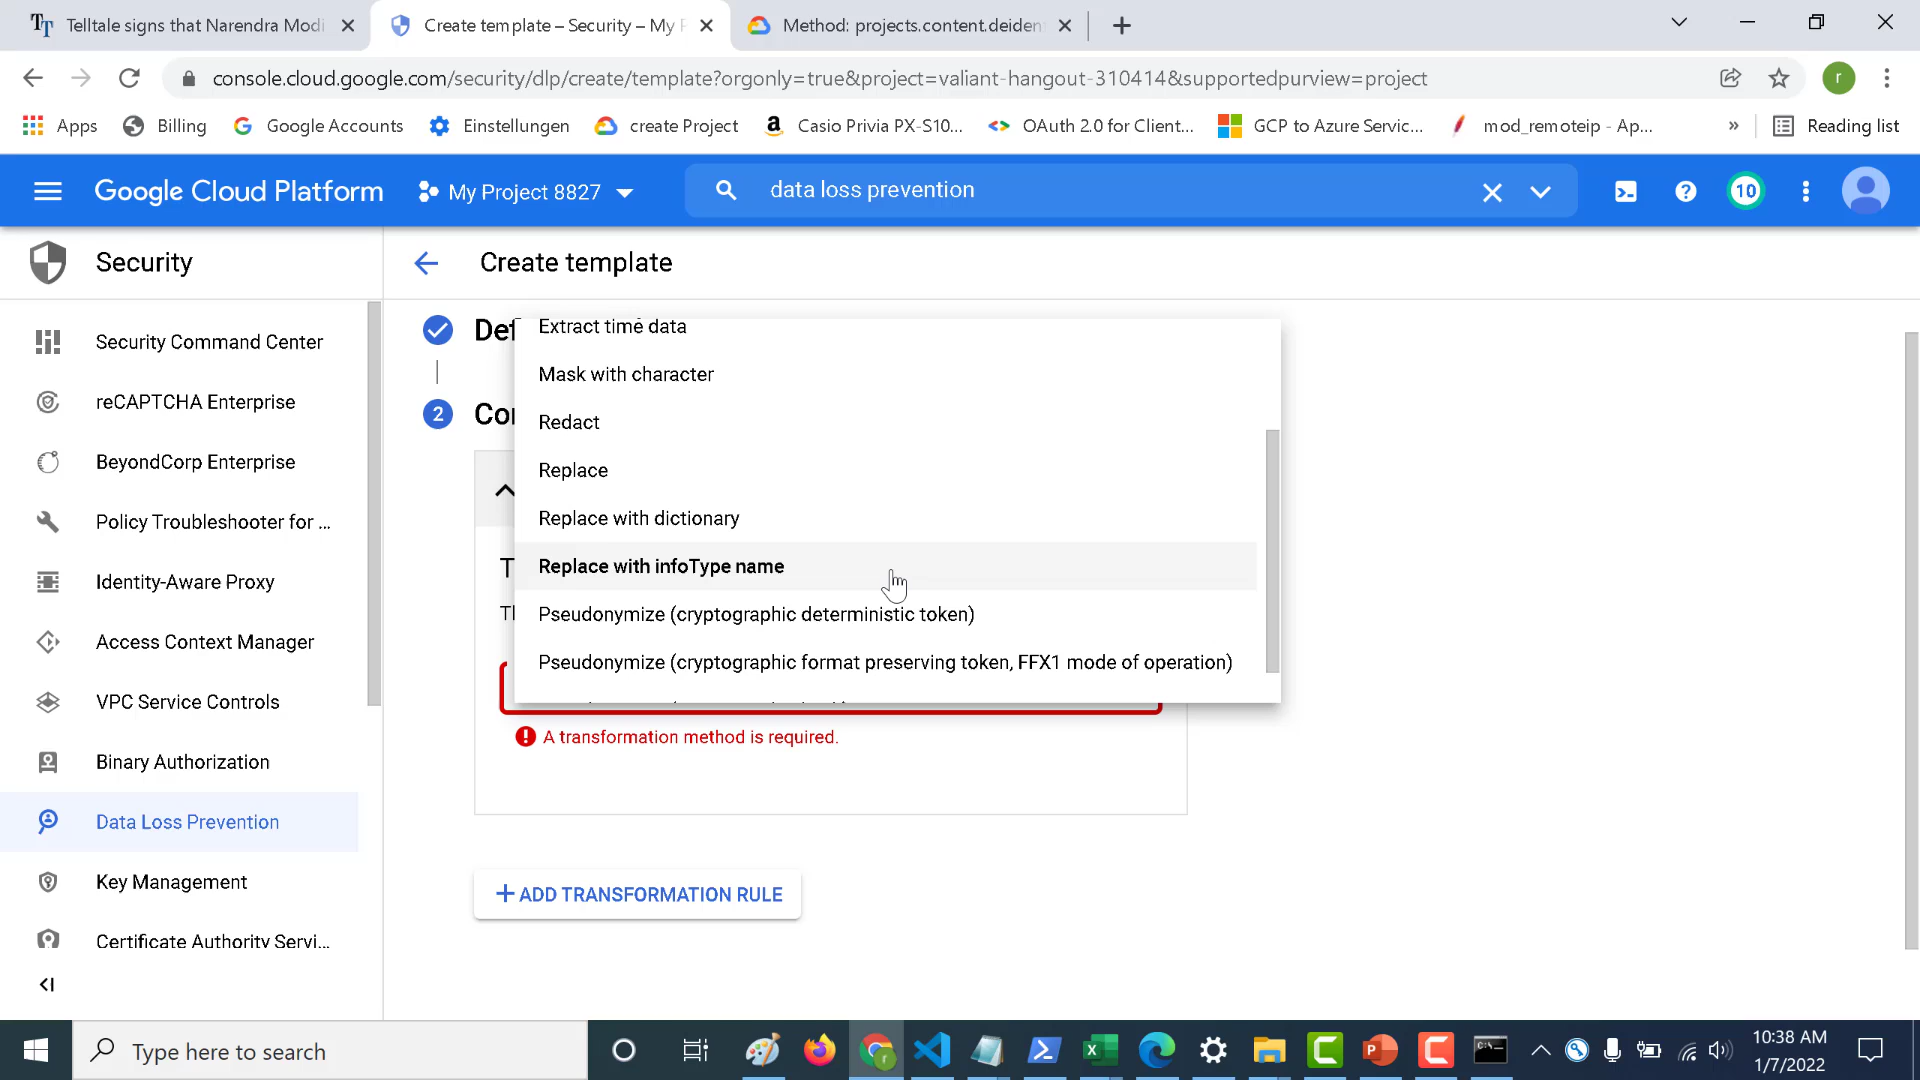 Telltale signs that Narendra Modi
Create template – Security – My P
Method: projects.content.deident
console.cloud.google.com/security/dlp/create/template?orgonly=true&project=valiant-hangout-310414&supportedpurview=project
r
Apps
Billing
Google Accounts
Einstellungen
create Project
Casio Privia PX-S10...
OAuth 2.0 for Client...
GCP to Azure Servic...
mod_remoteip - Ap...
»
Reading list
Google Cloud Platform
My Project 8827
data loss prevention
10
Security
Create template
Security Command Center
reCAPTCHA Enterprise
BeyondCorp Enterprise
Policy Troubleshooter for ...
Identity-Aware Proxy
Access Context Manager
VPC Service Controls
Binary Authorization
Data Loss Prevention
Key Management
Certificate Authority Servi...
Def
2 Con
Extract time data
Mask with character
Redact
Replace
Replace with dictionary
Replace with infoType name
Pseudonymize (cryptographic deterministic token)
Pseudonymize (cryptographic format preserving token, FFX1 mode of operation)
A transformation method is required.
+ ADD TRANSFORMATION RULE
Type here to search
10:38 AM
1/7/2022